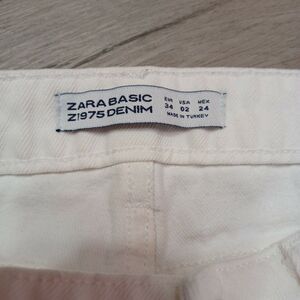 ZARA BASIC
Z1975 DENIM
EUR USA MEX
34 02 24
MADE IN TURKEY